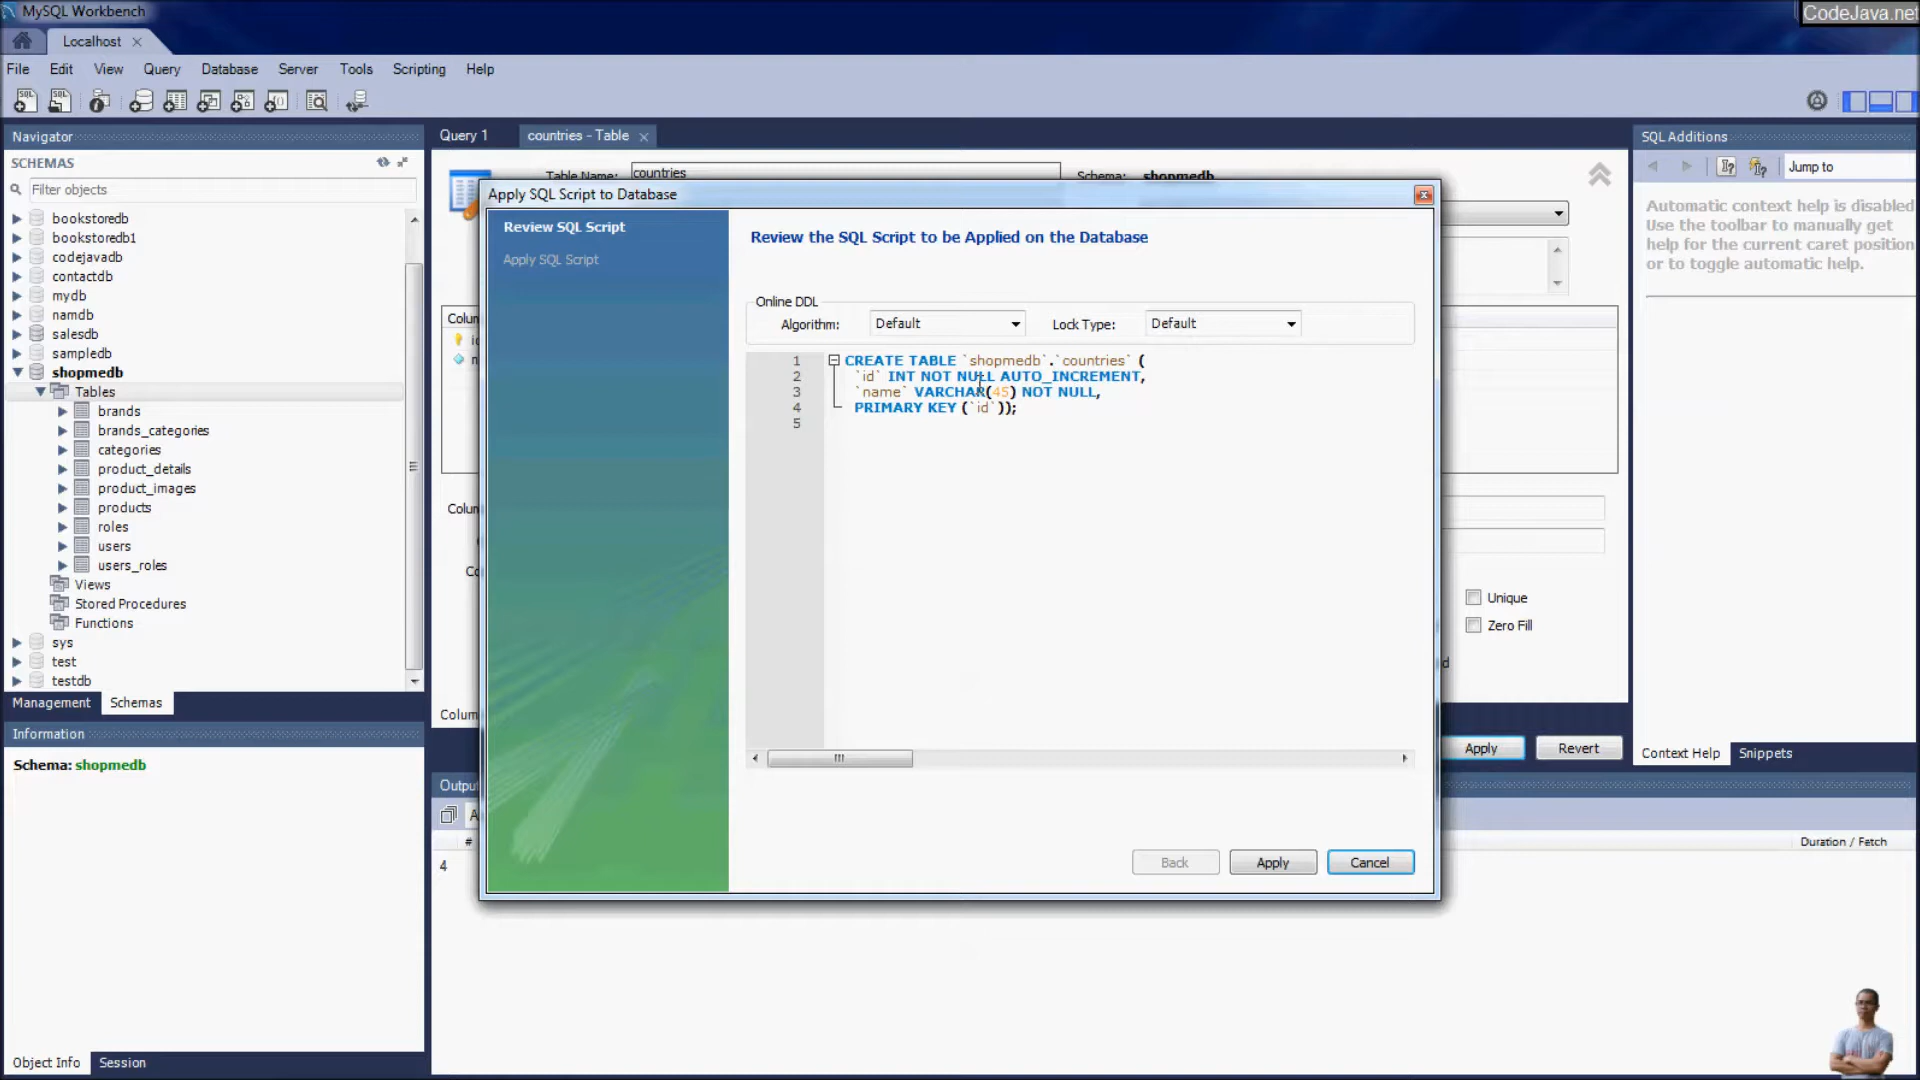 MySQL Workbench
CodeJava.net
Localhost
File Edit View Query Database Server Tools Scripting Help
Navigator
SCHEMAS
Filter objects
bookstoredb
bookstoredb1
codejavadb
contactdb
mydb
namdb
salesdb
sampledb
shopmedb
Tables
brands
brands_categories
categories
product_details
product_images
products
roles
users
users_roles
Views
Stored Procedures
Functions
sys
test
testdb
Management Schemas
Information
Schema: shopmedb
Object Info Session
Query 1 countries - Table
Table Name: countries Schema: shopmedb
Apply SQL Script to Database
Review SQL Script
Apply SQL Script
Review the SQL Script to be Applied on the Database
Online DDL
Algorithm: Default Lock Type: Default
1 CREATE TABLE `shopmedb`.`countries` (
2 `id` INT NOT NULL AUTO_INCREMENT,
3 `name` VARCHAR(45) NOT NULL,
4 PRIMARY KEY (`id`));
5
Back Apply Cancel
Unique
Zero Fill
Apply Revert
Output
#
Duration / Fetch
4
SQL Additions
Jump to
Automatic context help is disabled
Use the toolbar to manually get
help for the current caret position
or to toggle automatic help.
Context Help Snippets